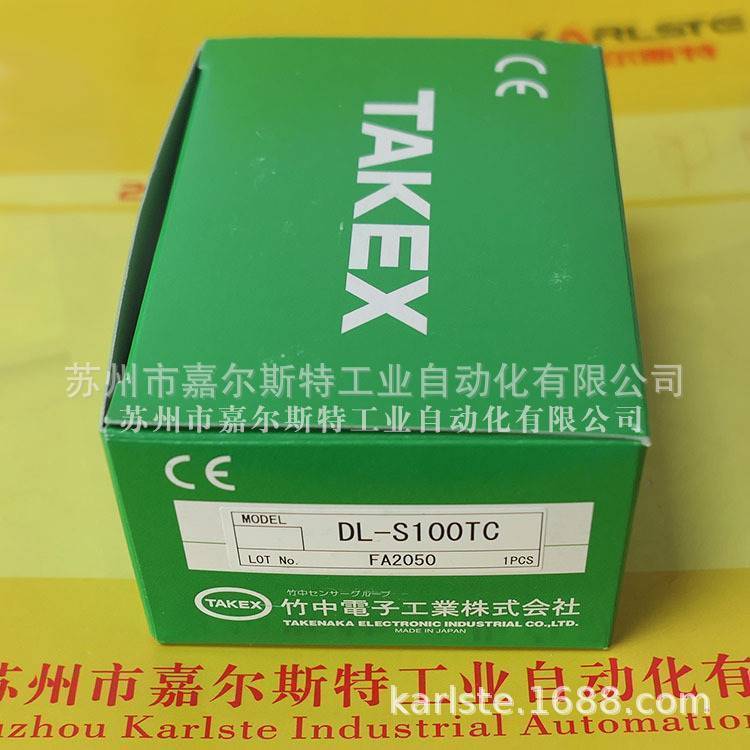 KARLSTE
尔斯特
CE
TAKEX
苏州市嘉尔斯特工业自动化有限公司
苏州市嘉尔斯特工业自动化有限公司
CE
MODEL DL-S100TC
LOT No. FA2050 1PCS
竹中センサーグループ
TAKEX 竹中電子工業株式会社
TAKENAKA ELECTRONIC INDUSTRIAL CO.,LTD.
MADE IN JAPAN
苏州市嘉尔斯特工业自动化有
karlste.1688.com
zhou Karlste Industrial Automation